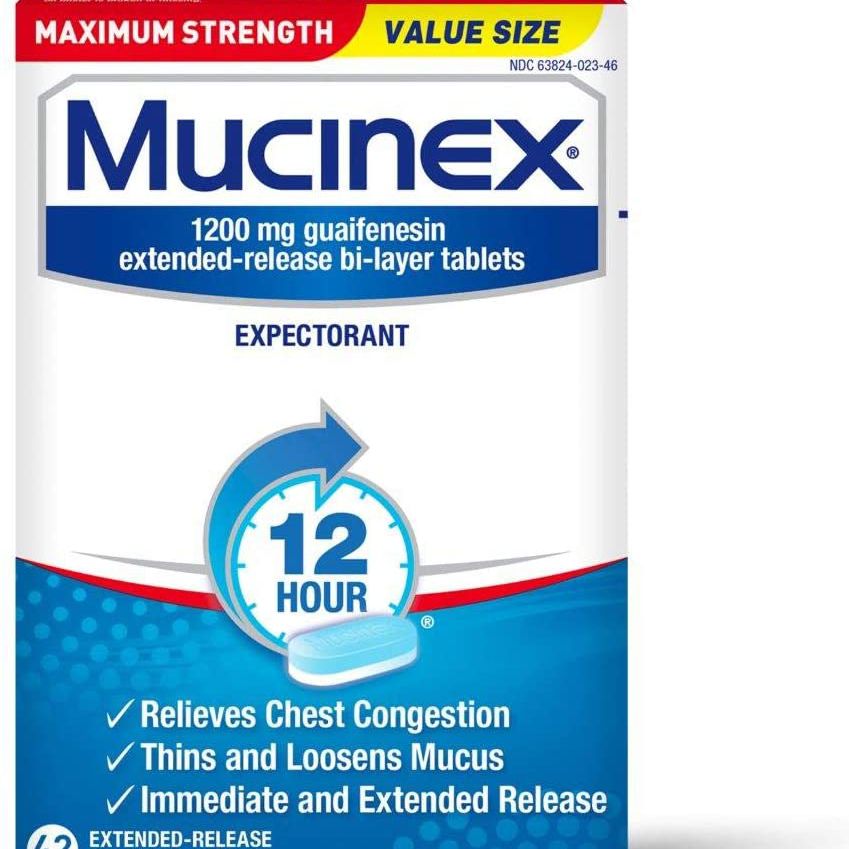 MAXIMUM STRENGTH VALUE SIZE
NDC 63824-023-46
Mucinex®
1200 mg guaifenesin
extended-release bi-layer tablets
EXPECTORANT
12
HOUR
®
✓ Relieves Chest Congestion
✓ Thins and Loosens Mucus
✓ Immediate and Extended Release
42 EXTENDED-RELEASE